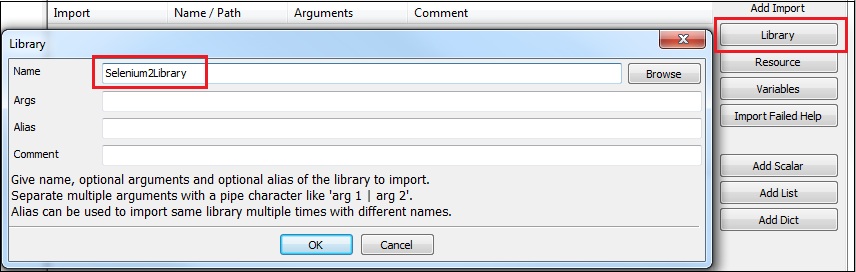 Import Name / Path Arguments Comment
Add Import
Library
Resource
Variables
Import Failed Help
Add Scalar
Add List
Add Dict
Library
Name Selenium2Library Browse
Args
Alias
Comment
Give name, optional arguments and optional alias of the library to import.
Separate multiple arguments with a pipe character like 'arg 1 | arg 2'.
Alias can be used to import same library multiple times with different names.
OK Cancel